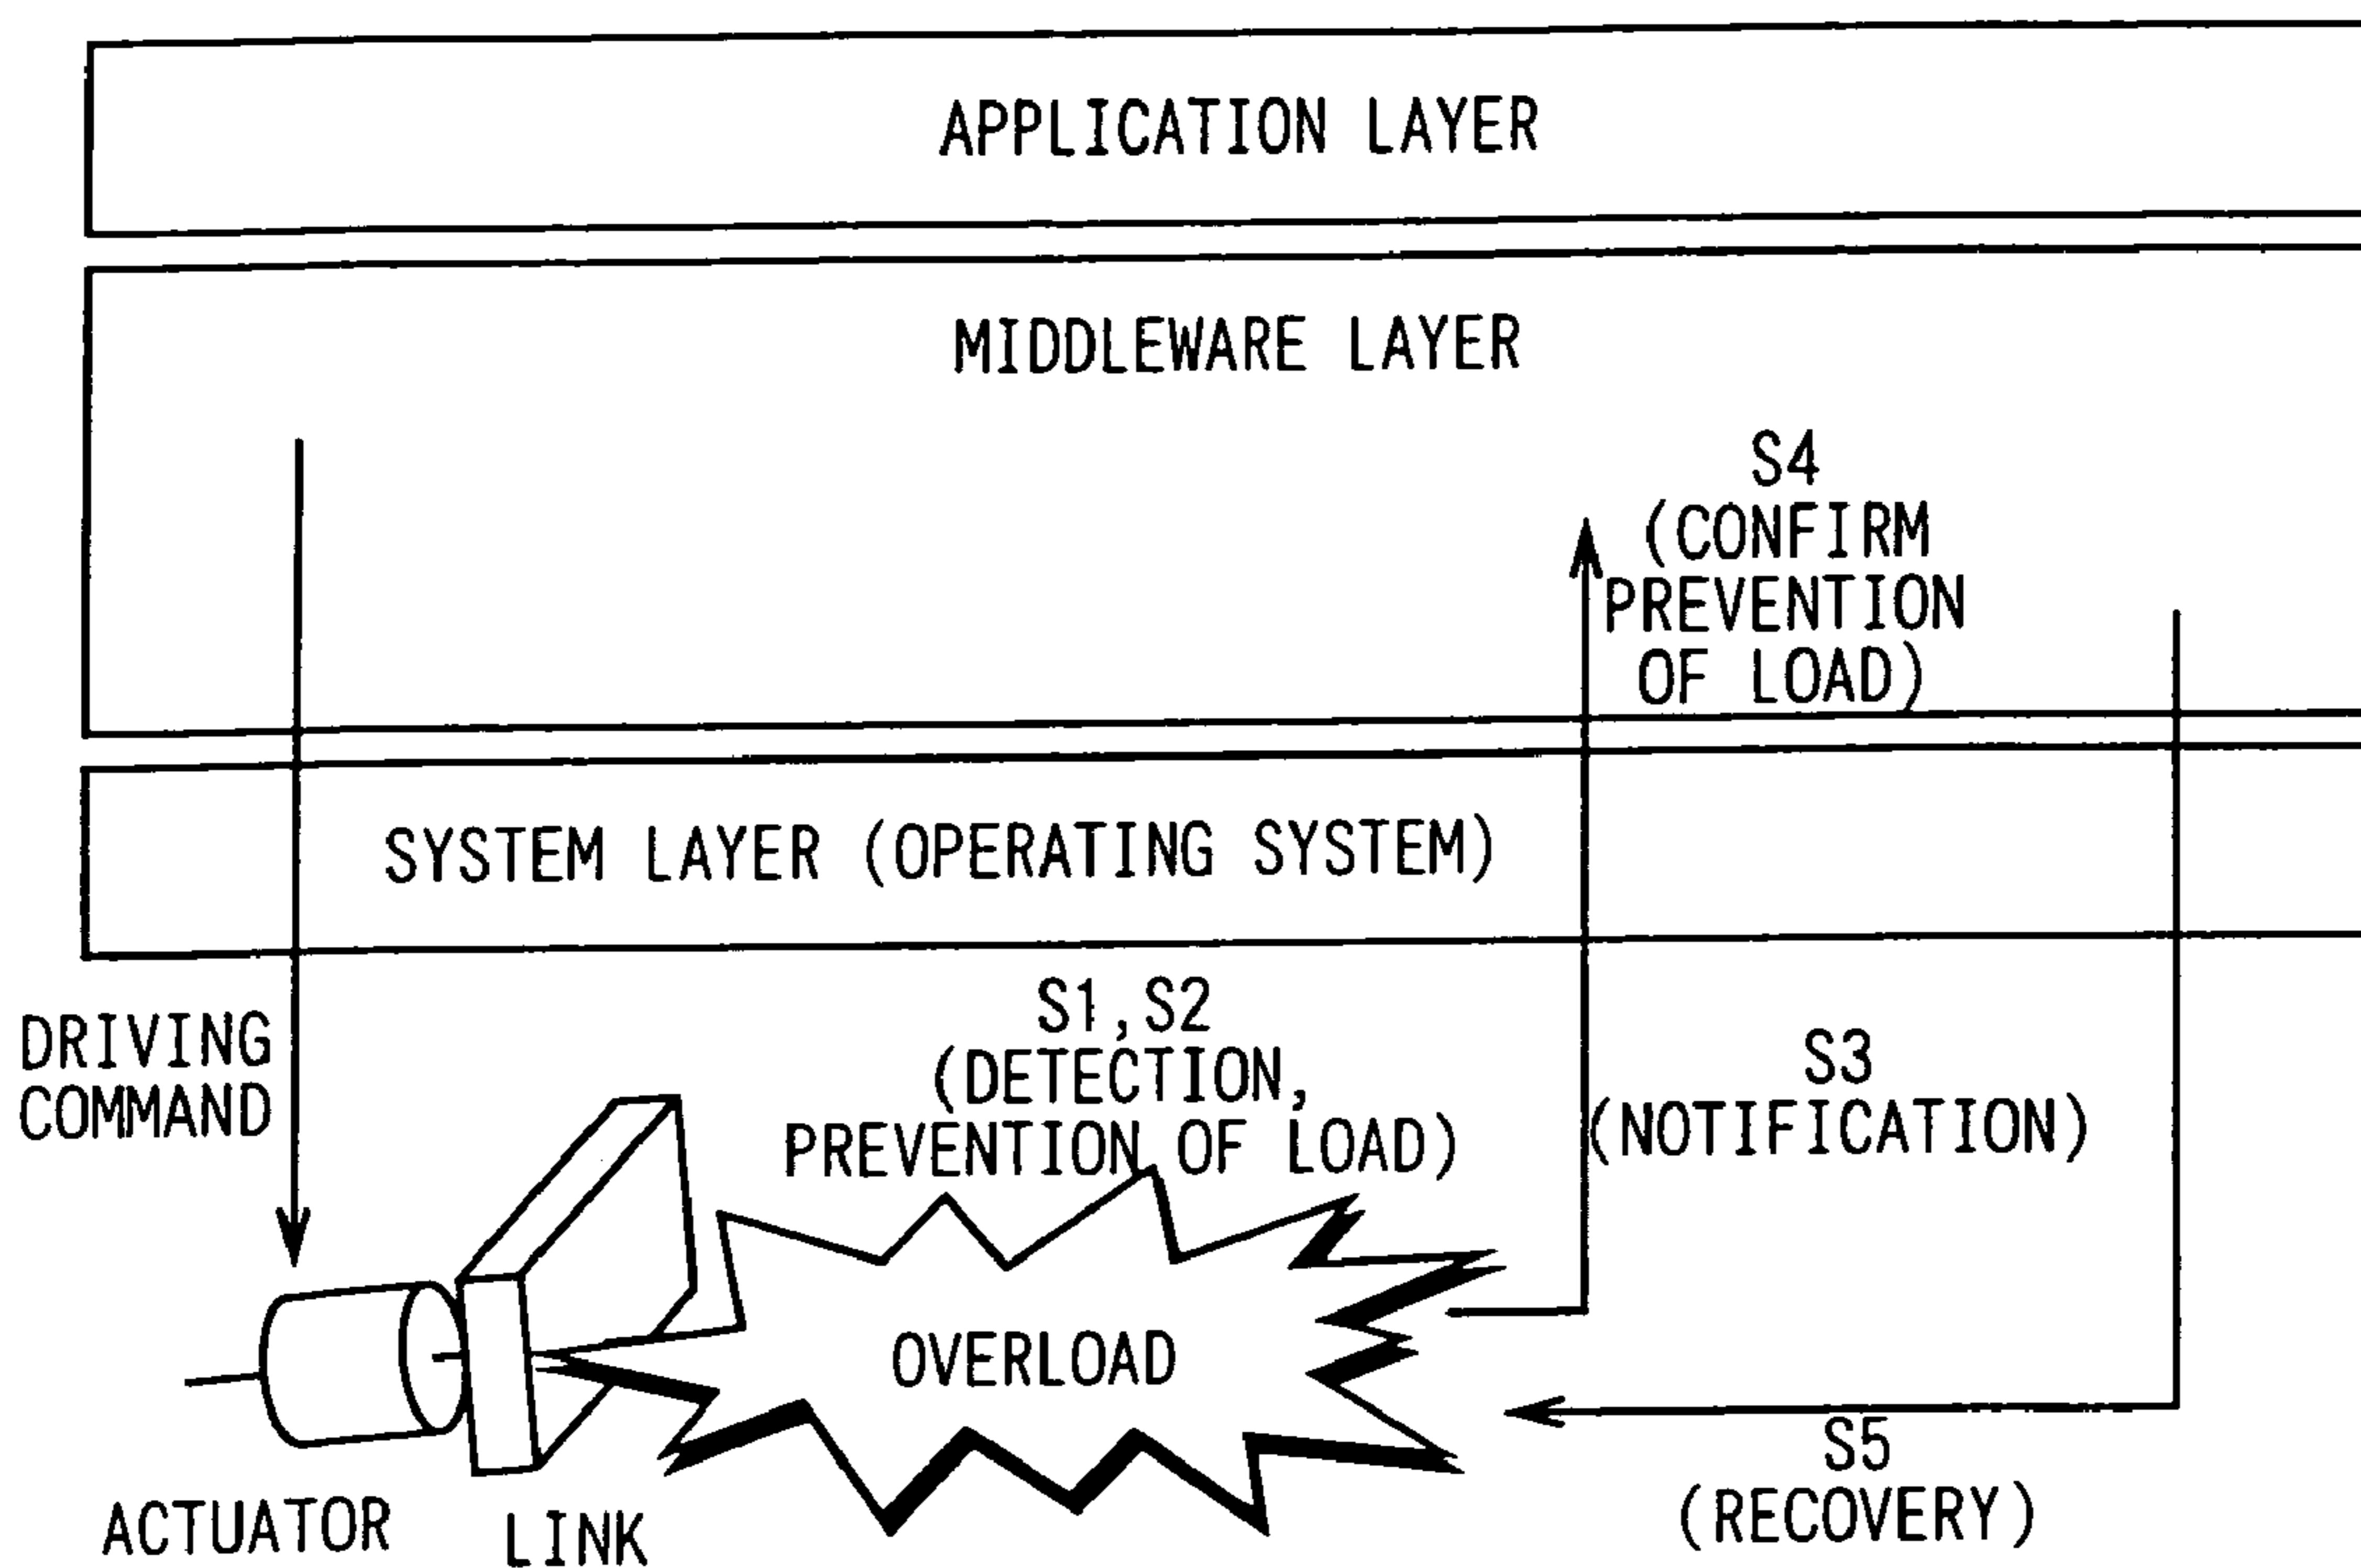 APPLICATION LAYER
MIDDLEWARE LAYER
S4
(CONFIRM
PREVENTION
OF LOAD)
SYSTEM LAYER (OPERATING SYSTEM)
DRIVING
COMMAND
S1,S2
(DETECTION,
PREVENTION OF LOAD)
S3
(NOTIFICATION)
OVERLOAD
S5
(RECOVERY)
ACTUATOR
LINK